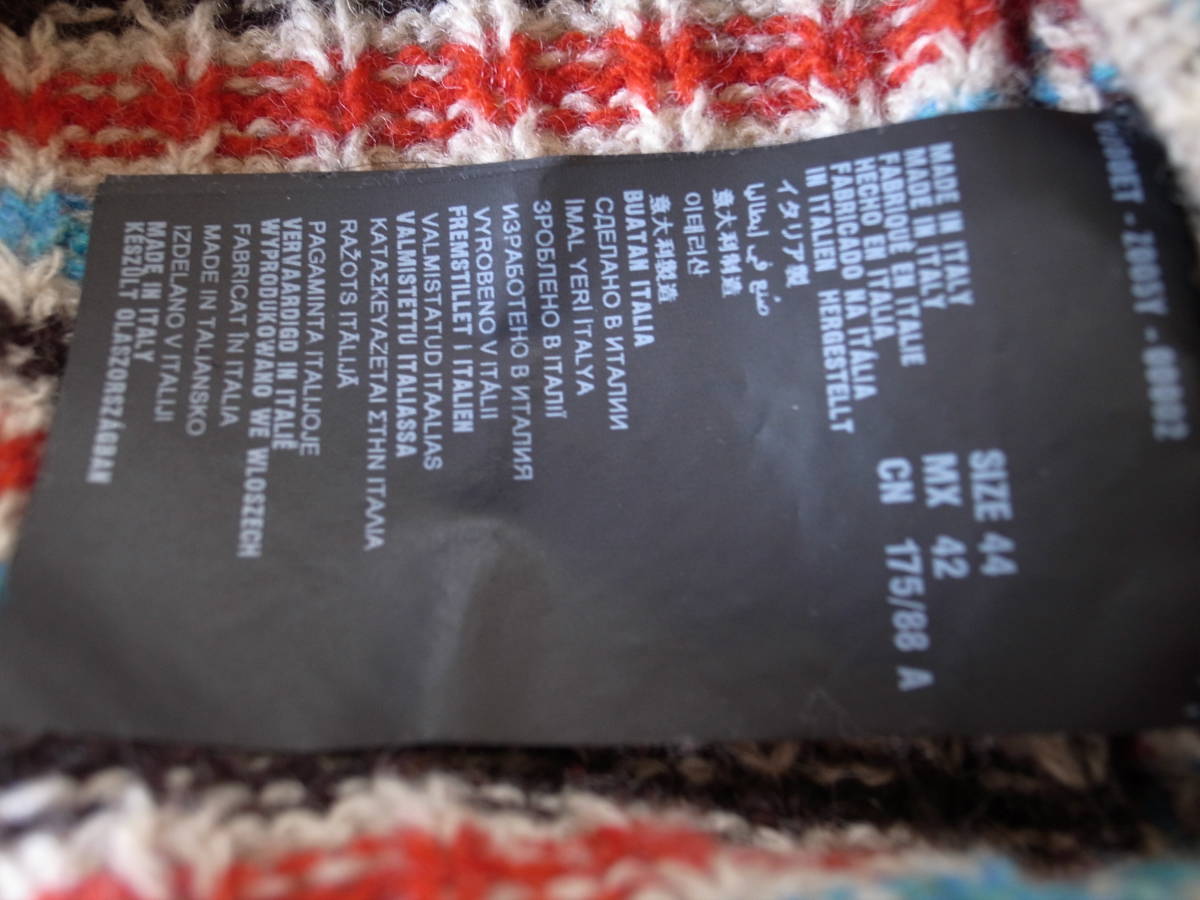 SIZE 44
MX 42
CN 175/88 A
MADE IN ITALY
MADE IN ITALY
FABRIQUÉ EN ITALIE
HECHO EN ITALIA
FABRICADO NA ITÁLIA
IN ITALIEN HERGESTELLT
イタリア製
صنع في إيطاليا
意大利制造
이태리산
意大利製造
BUATAN ITALIA
СДЕЛАНО В ИТАЛИИ
IMAL YERİ İTALYA
ЗРОБЛЕНО В ІТАЛІЇ
ИЗРАБОТЕНО В ИТАЛИЯ
VYROBENO V ITÁLII
FREMSTILLET I ITALIEN
VALMISTATUD ITAALIAS
VALMISTETTU ITALIASSA
ΚΑΤΑΣΚΕΥΑΖΕΤΑΙ ΣΤΗΝ ΙΤΑΛΙΑ
RAŽOTS ITĀLIJĀ
PAGAMINTA ITALIJOJE
VERVAARDIGD IN ITALIË
WYPRODUKOWANO WE WLOSZECH
FABRICAT ÎN ITALIA
MADE IN TALIANSKO
IZDELANO V ITALIJI
MADE IN ITALY
KÉSZÜLT OLASZORSZÁGBAN